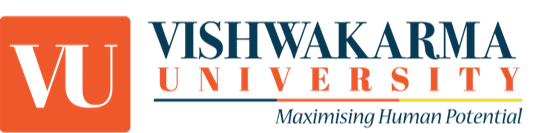 VU
VISHWAKARMA
UNIVERSITY
Maximising Human Potential